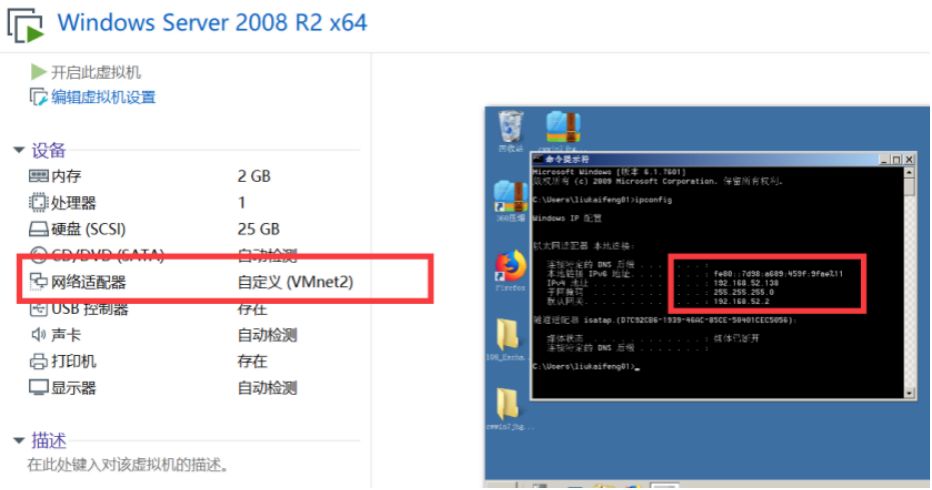 Windows Server 2008 R2 x64
开启此虚拟机
编辑虚拟机设置
设备
内存 2 GB
处理器 1
硬盘 (SCSI) 25 GB
CD/DVD (SATA) 自动检测
网络适配器 自定义 (VMnet2)
USB 控制器 存在
声卡 自动检测
打印机 存在
显示器 自动检测
描述
在此处键入对该虚拟机的描述。
回收站
360压缩
Firefox
命令提示符
Microsoft Windows [版本 6.1.7601]
版权所有 (c) 2009 Microsoft Corporation。保留所有权利。
C:\Users\liukaifeng01>ipconfig
Windows IP 配置
以太网适配器 本地连接:
连接特定的 DNS 后缀 . . . . . . . :
本地链接 IPv6 地址. . . . . . . . : fe80::7d98:a689:459f:9fae%11
IPv4 地址 . . . . . . . . . . . . : 192.168.52.138
子网掩码 . . . . . . . . . . . . : 255.255.255.0
默认网关. . . . . . . . . . . . . : 192.168.52.2
隧道适配器 isatap.{D7C92CB6-1939-46AC-85CE-50401CEC5056}:
媒体状态 . . . . . . . . . . . . : 媒体已断开
连接特定的 DNS 后缀 . . . . . . . :
C:\Users\liukaifeng01>_